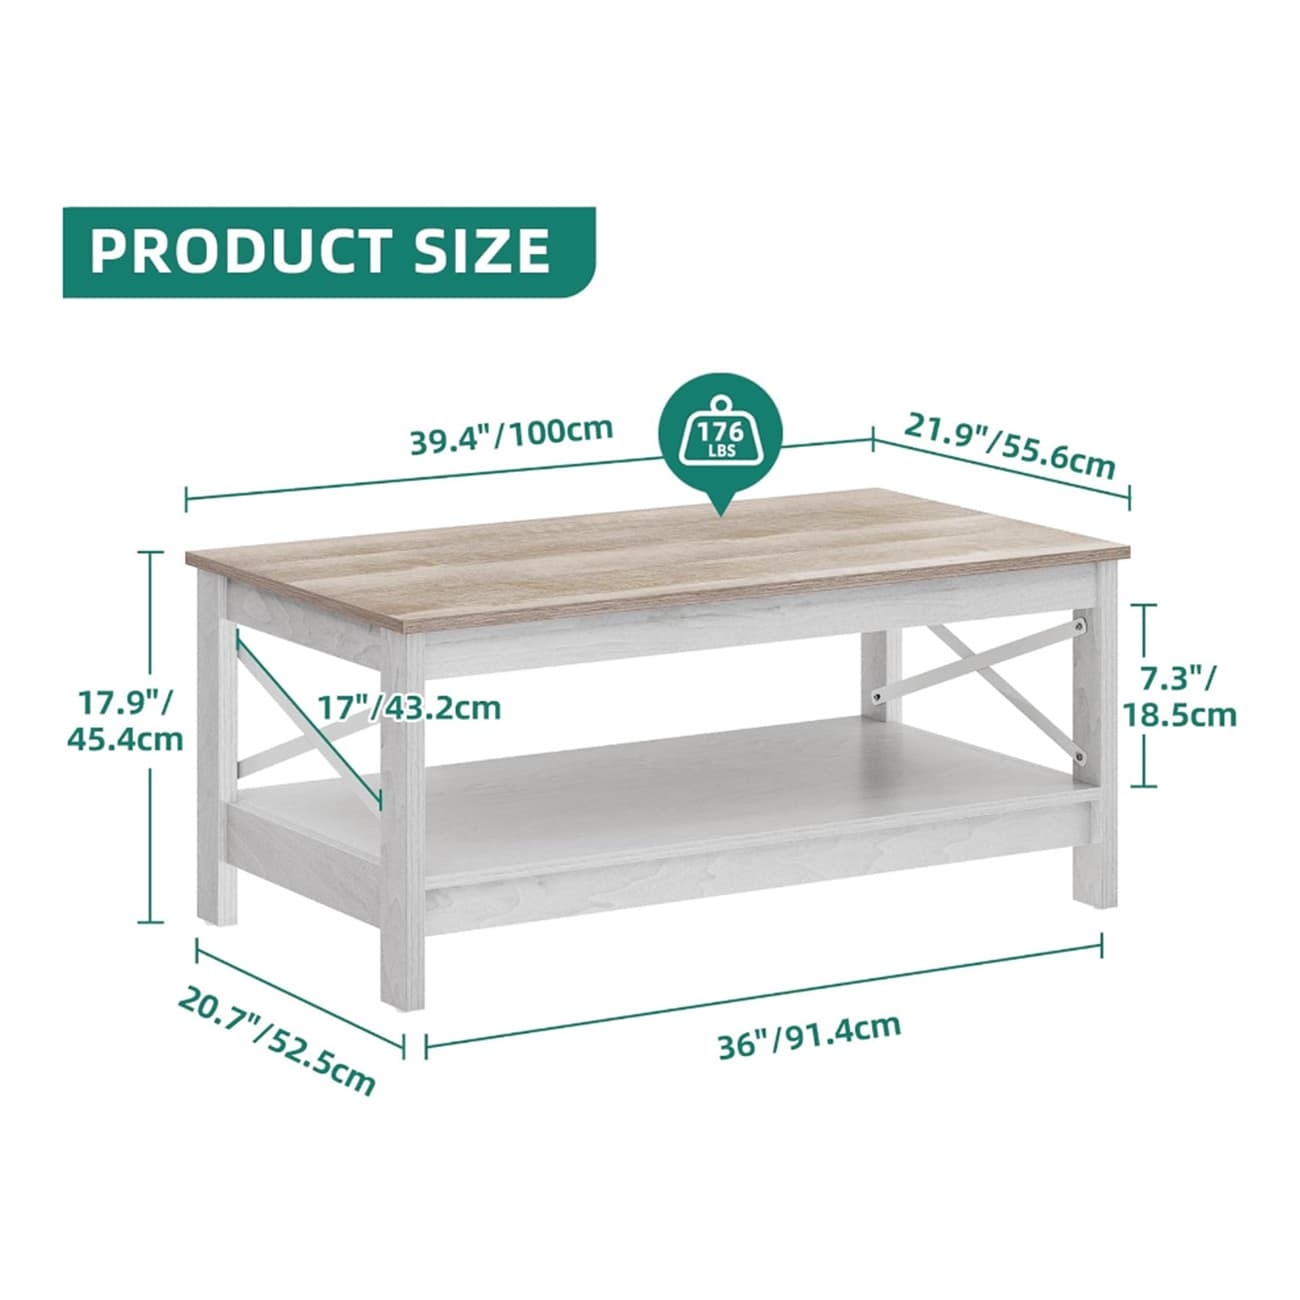 PRODUCT SIZE
39.4"/100cm
176
LBS
21.9"/55.6cm
17.9"/
45.4cm
17"/43.2cm
7.3"/
18.5cm
20.7"/52.5cm
36"/91.4cm